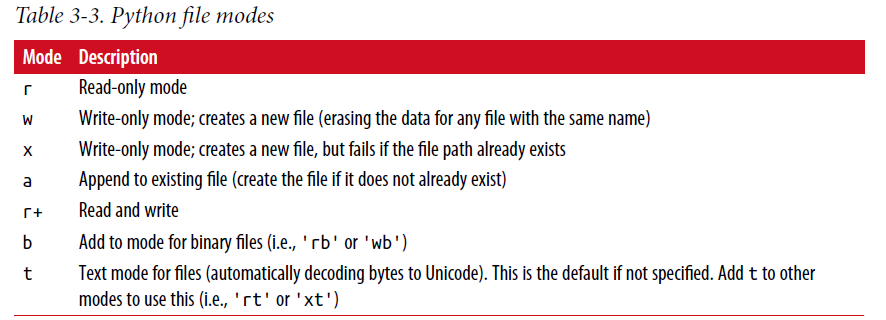 Table 3-3. Python file modes
Mode Description
r Read-only mode
w Write-only mode; creates a new file (erasing the data for any file with the same name)
x Write-only mode; creates a new file, but fails if the file path already exists
a Append to existing file (create the file if it does not already exist)
r+ Read and write
b Add to mode for binary files (i.e., 'rb' or 'wb')
t Text mode for files (automatically decoding bytes to Unicode). This is the default if not specified. Add t to other
modes to use this (i.e., 'rt' or 'xt')